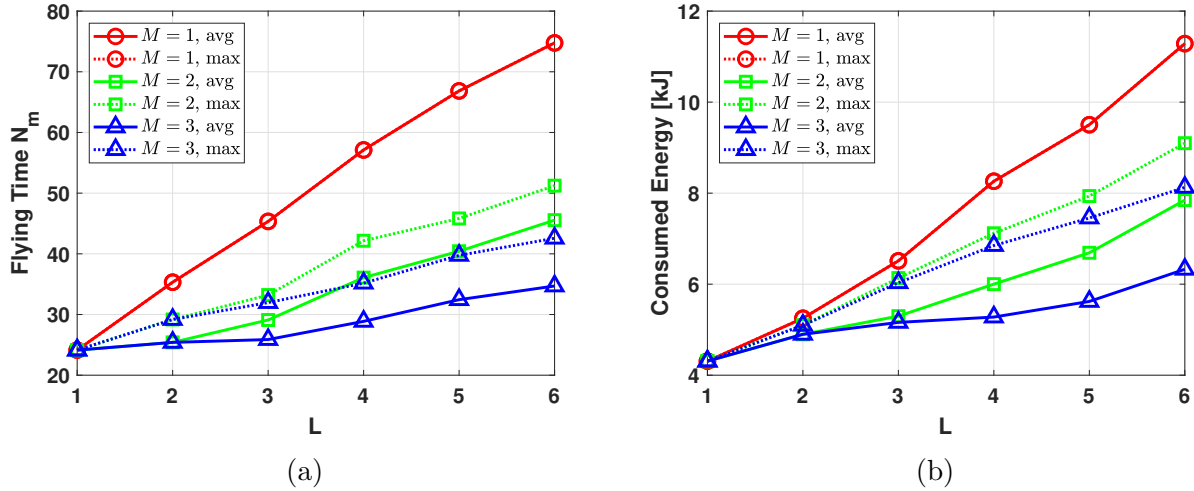 80
70
60
50
40
30
20
1 2 3 4 5 6
Flying Time N_m
L
M = 1, avg
M = 1, max
M = 2, avg
M = 2, max
M = 3, avg
M = 3, max
(a)
12
10
8
6
4
1 2 3 4 5 6
Consumed Energy [kJ]
L
M = 1, avg
M = 1, max
M = 2, avg
M = 2, max
M = 3, avg
M = 3, max
(b)